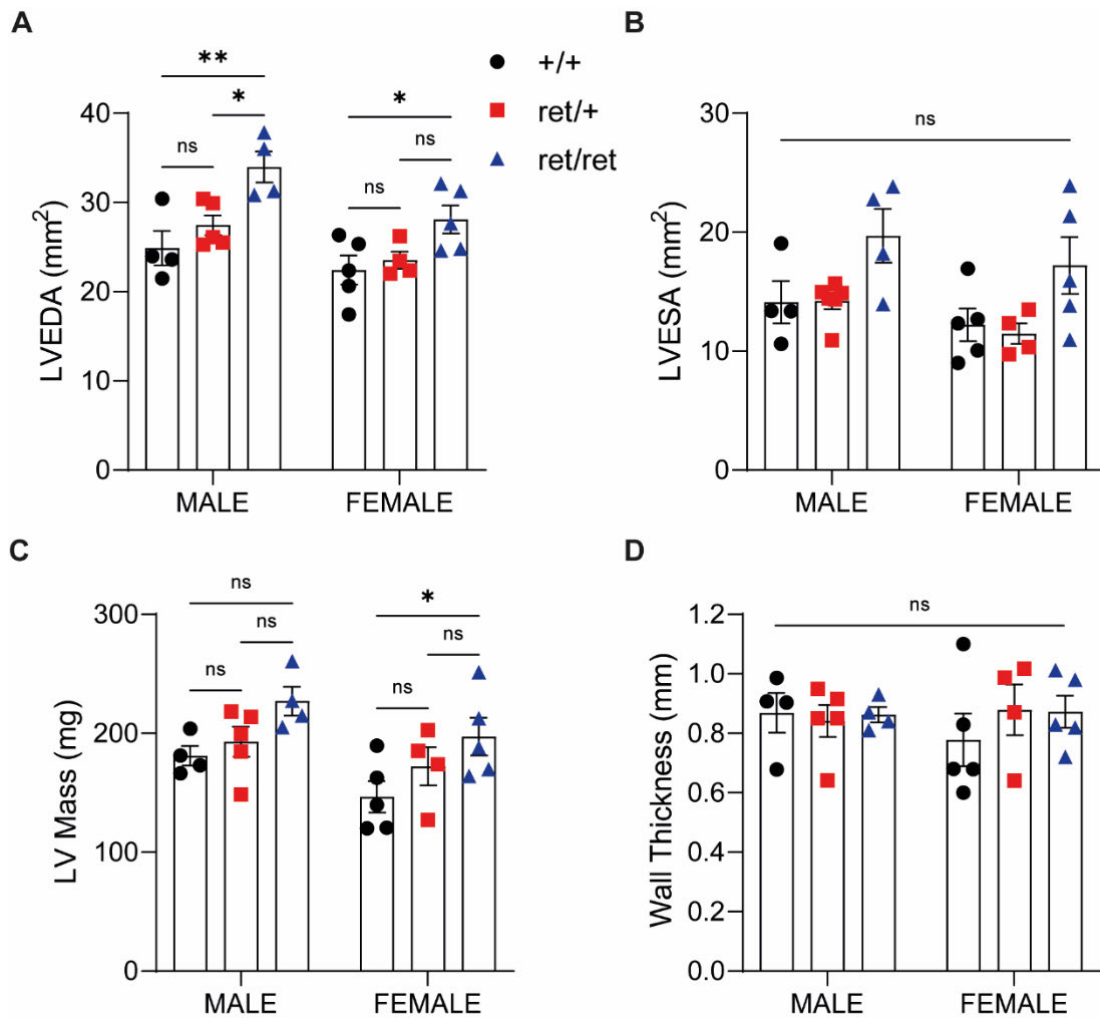 A
** 
* *
ns ns
ns
40
30
20
10
0
LVEDA (mm²)
MALE FEMALE
+/+
ret/+
ret/ret
B
ns
30
20
10
0
LVESA (mm²)
MALE FEMALE
C
ns *
ns ns
ns ns
300
200
100
0
LV Mass (mg)
MALE FEMALE
D
ns
1.2
1.0
0.8
0.6
0.4
0.2
0.0
Wall Thickness (mm)
MALE FEMALE